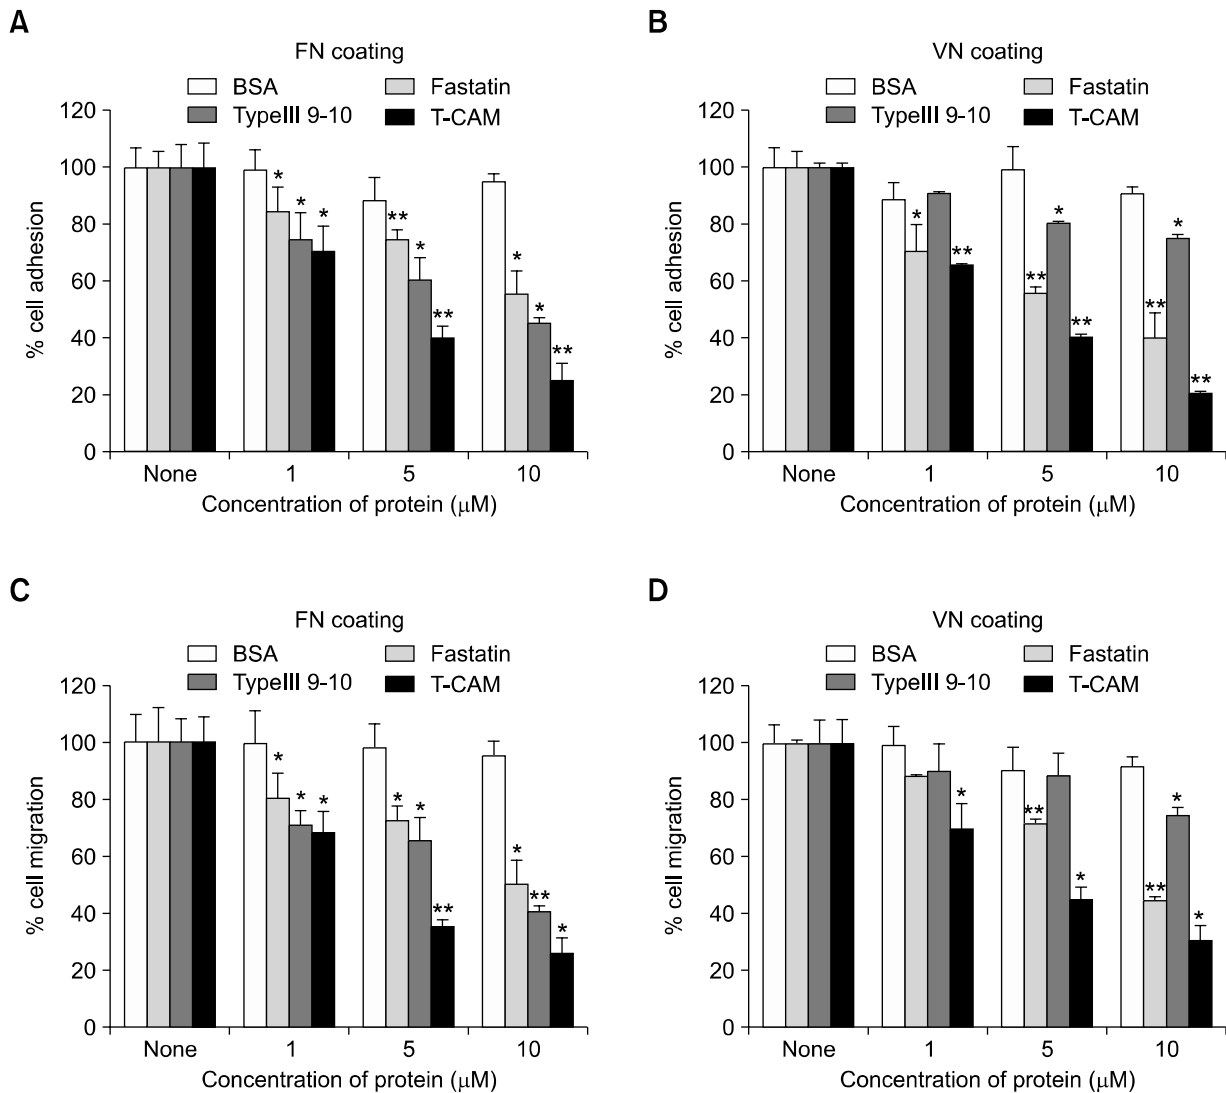 A
FN coating
BSA
Fastatin
TypeIII 9-10
T-CAM
120
100
80
60
40
20
0
% cell adhesion
* * *
** * **
* * **
None 1 5 10
Concentration of protein (μM)
B
VN coating
BSA
Fastatin
TypeIII 9-10
T-CAM
120
100
80
60
40
20
0
% cell adhesion
* **
** * **
** * **
None 1 5 10
Concentration of protein (μM)
C
FN coating
BSA
Fastatin
TypeIII 9-10
T-CAM
120
100
80
60
40
20
0
% cell migration
* * *
* * **
* ** *
None 1 5 10
Concentration of protein (μM)
D
VN coating
BSA
Fastatin
TypeIII 9-10
T-CAM
120
100
80
60
40
20
0
% cell migration
*
** *
** * *
None 1 5 10
Concentration of protein (μM)